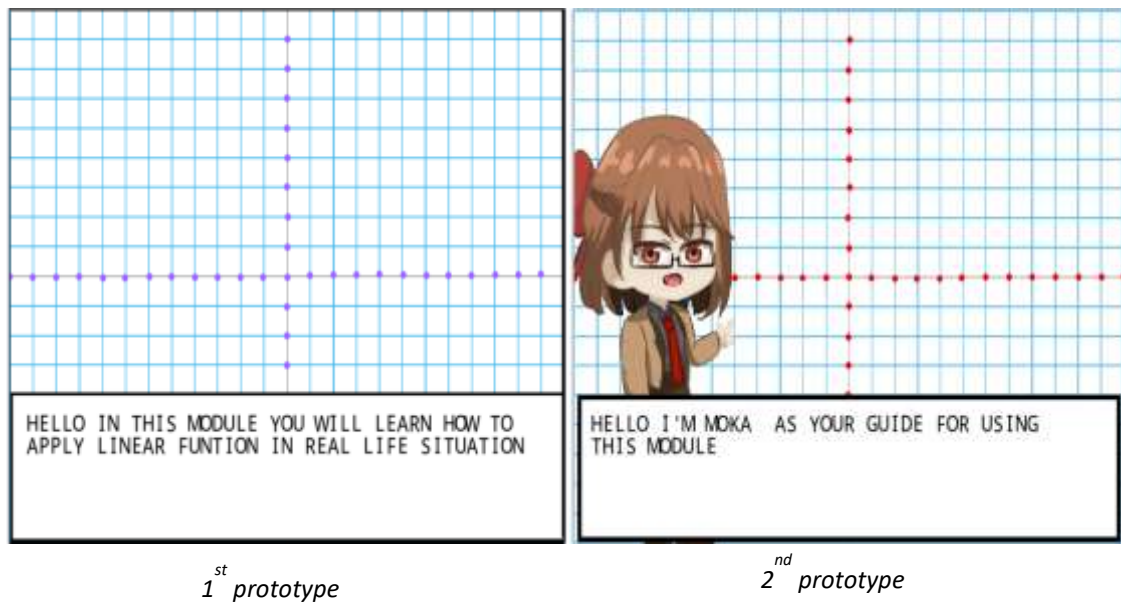 HELLO IN THIS MODULE YOU WILL LEARN HOW TO
APPLY LINEAR FUNTION IN REAL LIFE SITUATION
HELLO I'M MOKA AS YOUR GUIDE FOR USING
THIS MODULE
1st prototype
2nd prototype